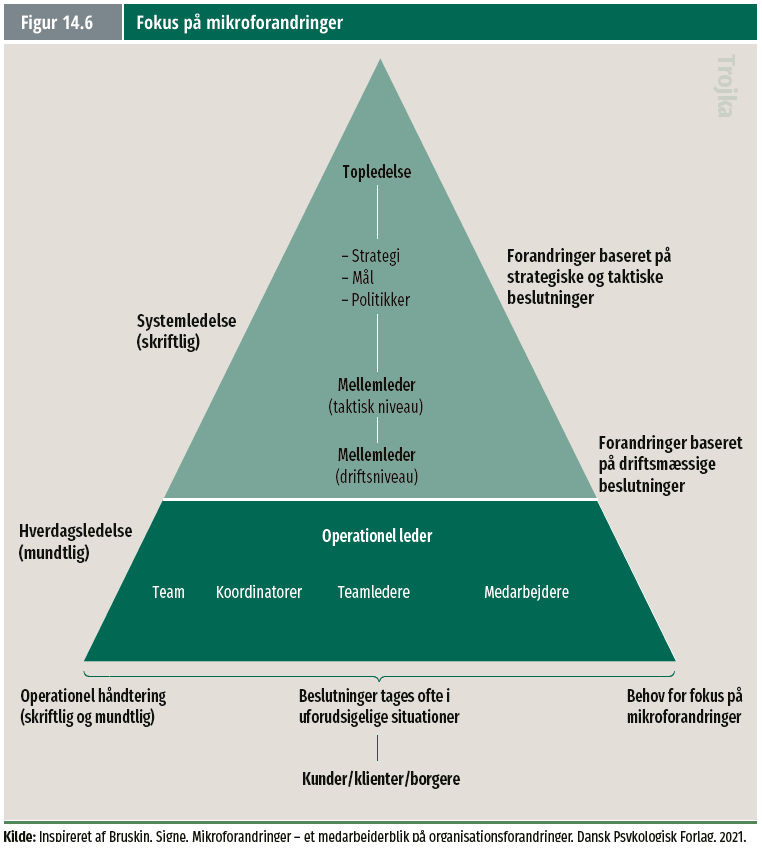 Figur 14.6
Fokus på mikroforandringer
Trojka
Topledelse
– Strategi
– Mål
– Politikker
Forandringer baseret på
strategiske og taktiske
beslutninger
Systemledelse
(skriftlig)
Mellemleder
(taktisk niveau)
Mellemleder
(driftsniveau)
Forandringer baseret
på driftsmæssige
beslutninger
Hverdagsledelse
(mundtlig)
Operationel leder
Team
Koordinatorer
Teamledere
Medarbejdere
Operationel håndtering
(skriftlig og mundtlig)
Beslutninger tages ofte i
uforudsigelige situationer
Behov for fokus på
mikroforandringer
Kunder/klienter/borgere
Kilde: Inspireret af Bruskin, Signe. Mikroforandringer – et medarbejderblik på organisationsforandringer. Dansk Psykologisk Forlag, 2021.